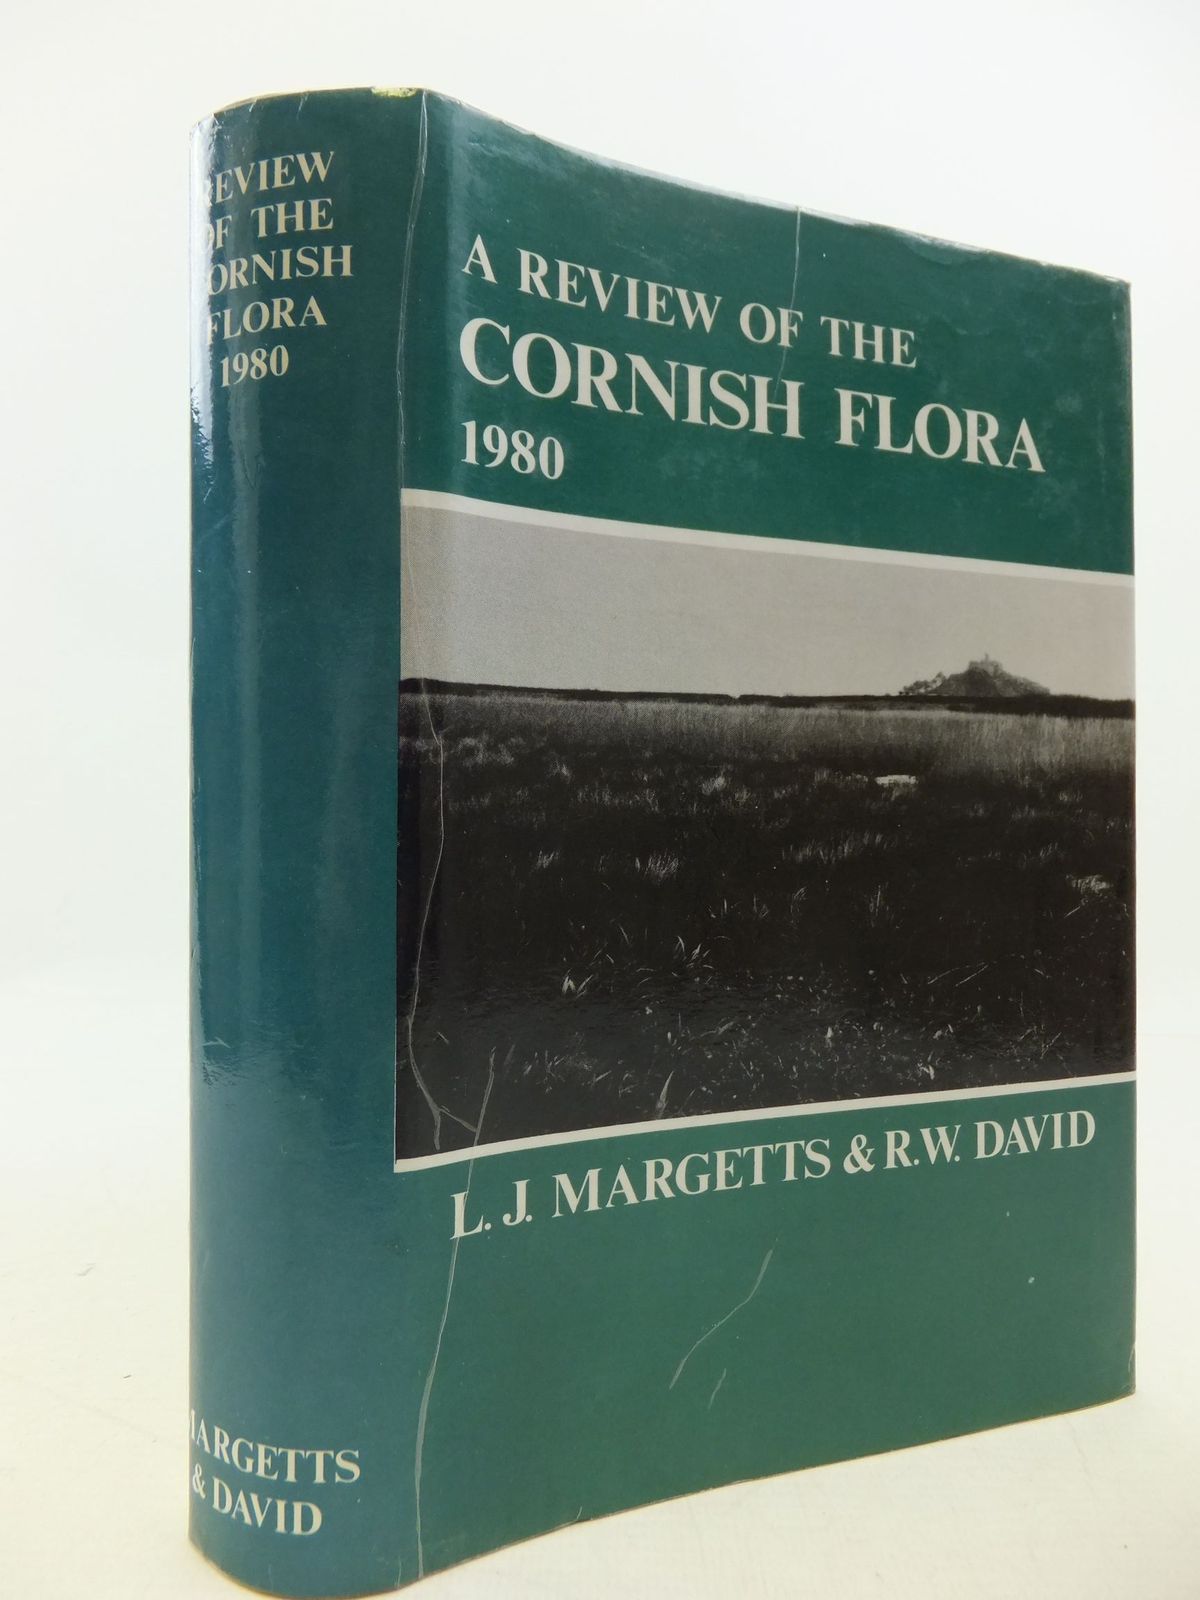 REVIEW
OF THE
CORNISH
FLORA
1980
MARGETTS
& DAVID
A REVIEW OF THE
CORNISH FLORA
1980
L. J. MARGETTS & R.W. DAVID